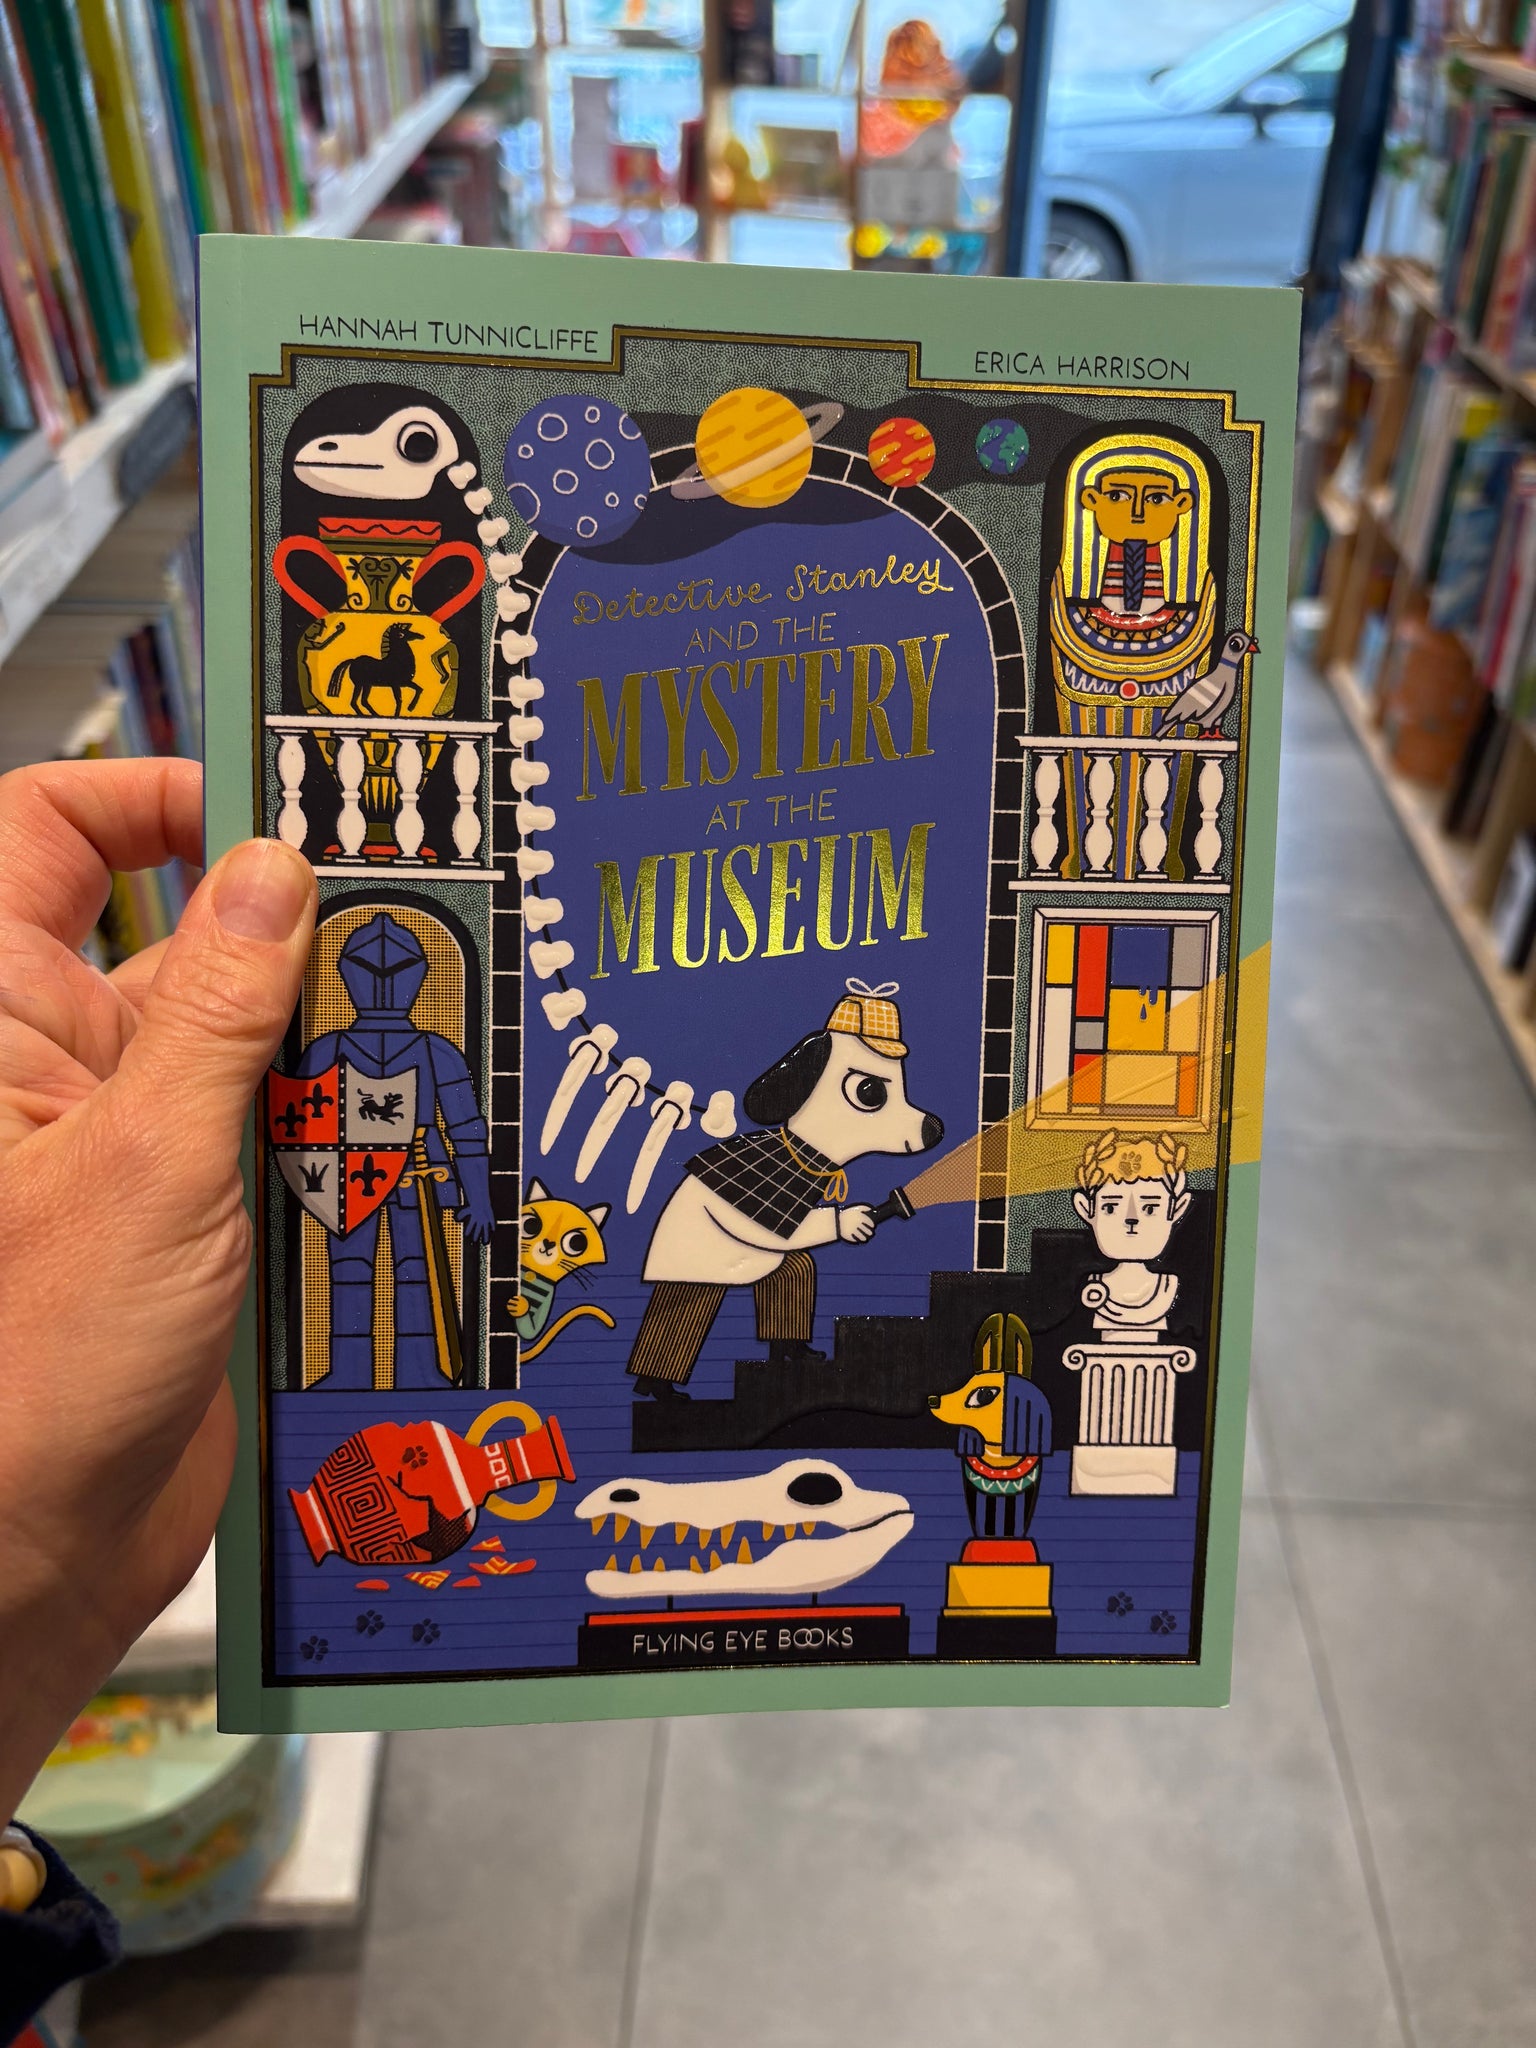 HANNAH TUNNICLIFFE
ERICA HARRISON
Detective Stanley
AND THE
MYSTERY
AT THE
MUSEUM
FLYING EYE BOOKS